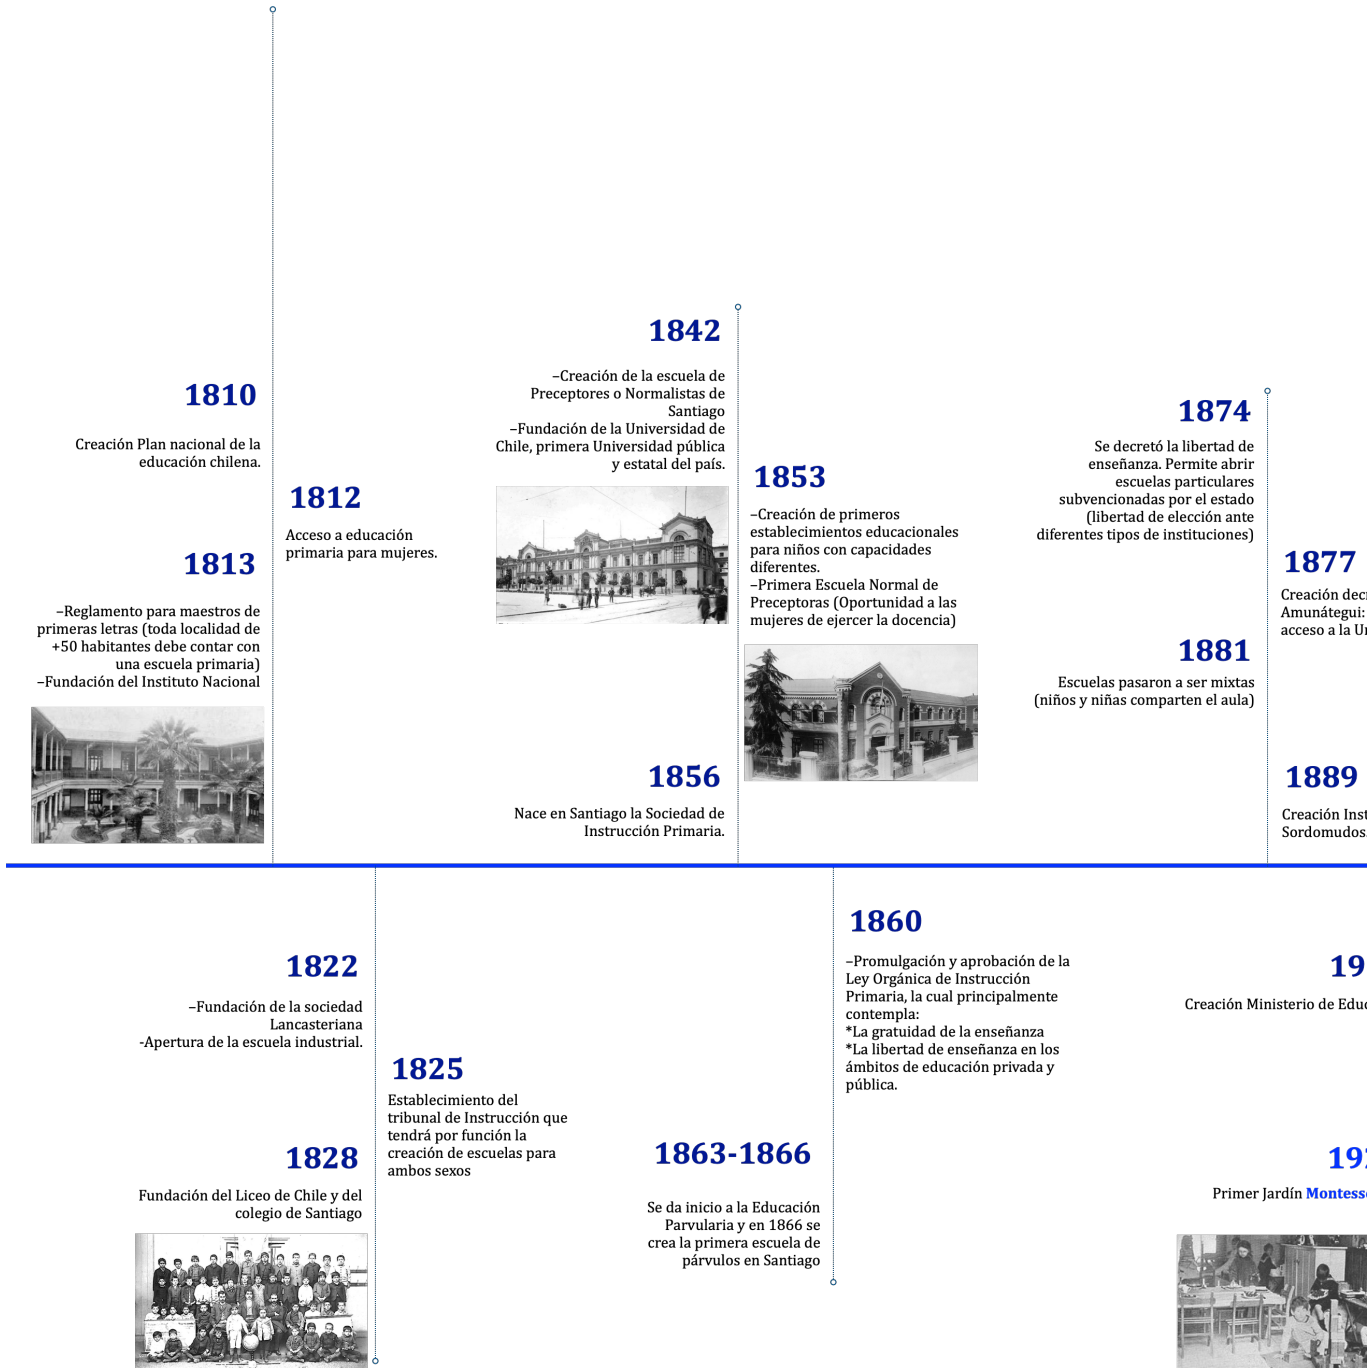 1810
Creación Plan nacional de la
educación chilena.
1812
Acceso a educación
primaria para mujeres.
1813
–Reglamento para maestros de
primeras letras (toda localidad de
+50 habitantes debe contar con
una escuela primaria)
–Fundación del Instituto Nacional
1842
–Creación de la escuela de
Preceptores o Normalistas de
Santiago
–Fundación de la Universidad de
Chile, primera Universidad pública
y estatal del país.
1853
–Creación de primeros
establecimientos educacionales
para niños con capacidades
diferentes.
–Primera Escuela Normal de
Preceptoras (Oportunidad a las
mujeres de ejercer la docencia)
1856
Nace en Santiago la Sociedad de
Instrucción Primaria.
1874
Se decretó la libertad de
enseñanza. Permite abrir
escuelas particulares
subvencionadas por el estado
(libertad de elección ante
diferentes tipos de instituciones)
1877
Creación
Amunátegui:
acceso a la
1881
Escuelas pasaron a ser mixtas
(niños y niñas comparten el aula)
1889
Creación
Sordomudos
1822
–Fundación de la sociedad
Lancasteriana
-Apertura de la escuela industrial.
1825
Establecimiento del
tribunal de Instrucción que
tendrá por función la
creación de escuelas para
ambos sexos
1828
Fundación del Liceo de Chile y del
colegio de Santiago
1860
–Promulgación y aprobación de la
Ley Orgánica de Instrucción
Primaria, la cual principalmente
contempla:
*La gratuidad de la enseñanza
*La libertad de enseñanza en los
ámbitos de educación privada y
pública.
1863-1866
Se da inicio a la Educación
Parvularia y en 1866 se
crea la primera escuela de
párvulos en Santiago
Creación Ministerio de
Primer Jardín